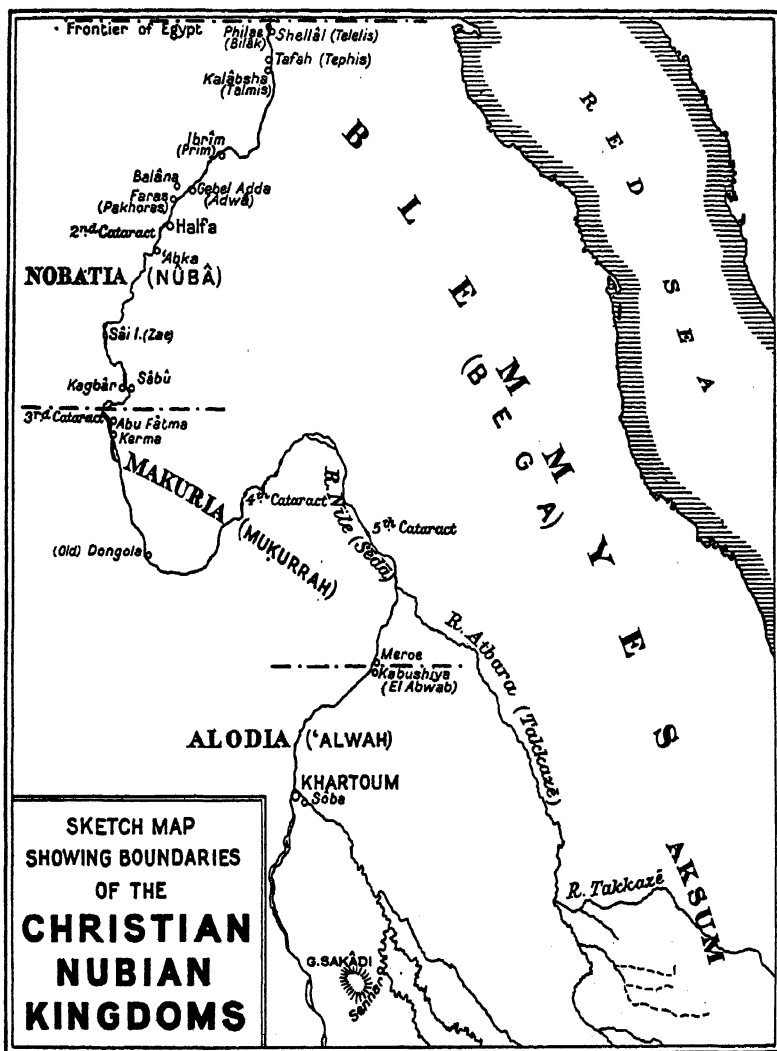 Frontier of Egypt
Philae
(Bilâk)
Shellâl (Telelis)
Tafah (Tephis)
Kalâbsha
(Talmis)
RED SEA
BLEMMYES
(BEGA)
Ibrîm
(Prim)
Balâna
Gebel Adda
(Adwâ)
Faras
(Pakhoras)
2nd Cataract
Halfa
'Abka
NOBATIA (NÛBÂ)
Sâi I. (Zae)
Kagbâr
Sâbû
3rd Cataract
Abu Fâtma
Kerma
MAKURIA (MUKURRAH)
4th Cataract
R. Nile (Sēdā)
5th Cataract
(Old) Dongola
R. Atbara (Takkazē)
Meroe
Kabushiya
(El Abwab)
ALODIA ('ALWAH)
KHARTOUM
Sôba
AKSUM
R. Takkazē
G. SAKÂDI
Sennar
SKETCH MAP
SHOWING BOUNDARIES
OF THE
CHRISTIAN
NUBIAN
KINGDOMS